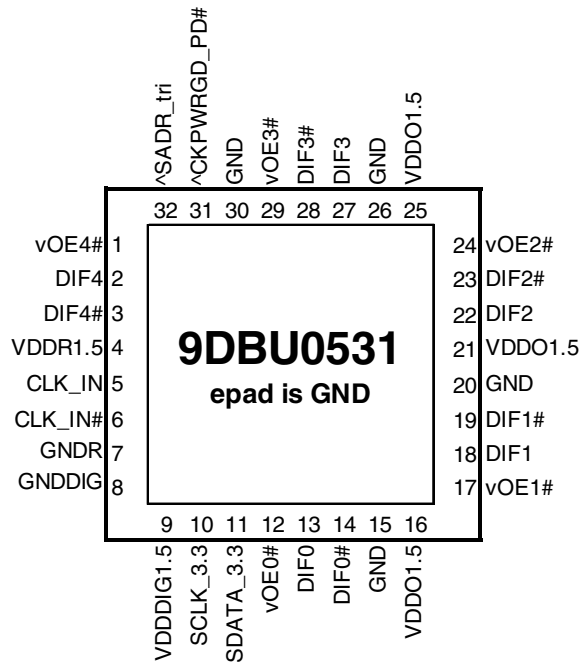 ^SADR_tri
^CKPWRGD_PD#
GND
vOE3#
DIF3#
DIF3
GND
VDDO1.5
32 31 30 29 28 27 26 25
vOE4# 1
DIF4 2
DIF4# 3
VDDR1.5 4
CLK_IN 5
CLK_IN# 6
GNDR 7
GNDDIG 8
9DBU0531
epad is GND
24 vOE2#
23 DIF2#
22 DIF2
21 VDDO1.5
20 GND
19 DIF1#
18 DIF1
17 vOE1#
9 10 11 12 13 14 15 16
VDDDIG1.5
SCLK_3.3
SDATA_3.3
vOE0#
DIF0
DIF0#
GND
VDDO1.5